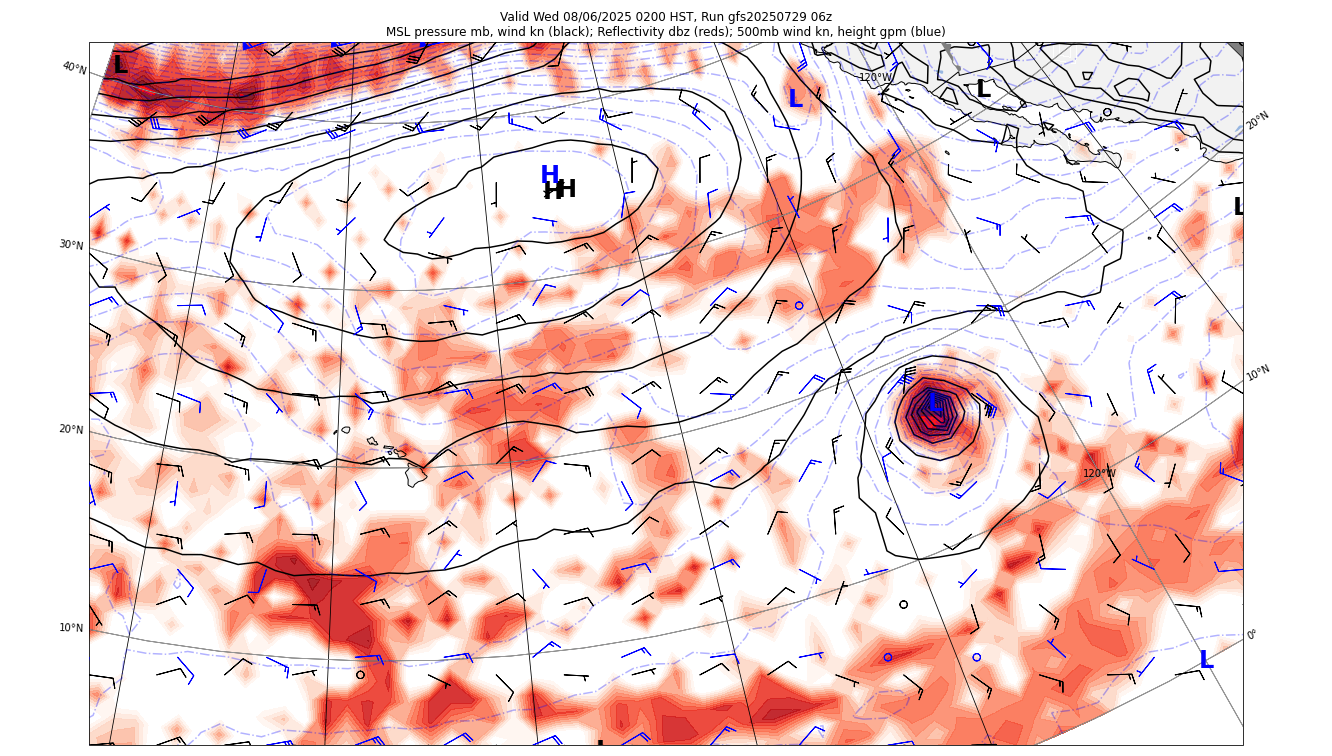 Valid Wed 08/06/2025 0200 HST, Run gfs20250729 06z
MSL pressure mb, wind kn (black); Reflectivity dbz (reds); 500mb wind kn, height gpm (blue)
40°N
L
120°W
L
L
20°N
H
H
H
L
30°N
10°N
L
20°N
120°W
10°N
0°
L
L